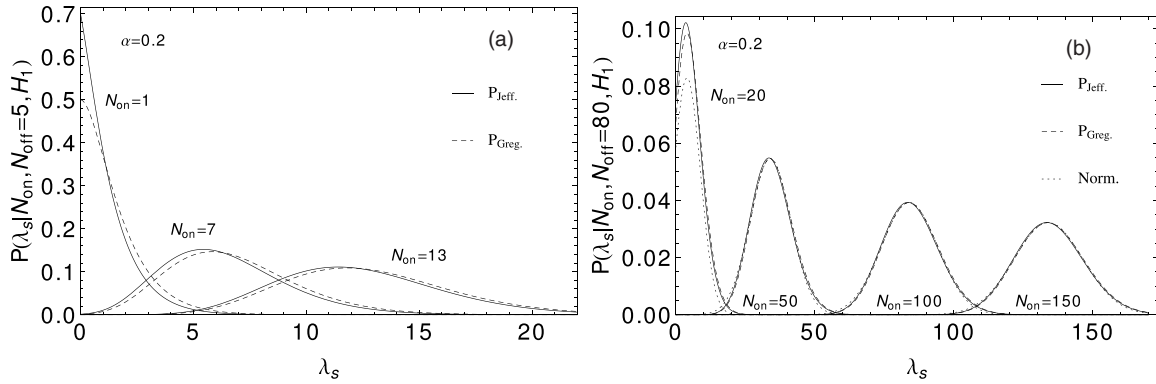 P(λs|Non,Noff=5,H1)
0.7
0.6
0.5
0.4
0.3
0.2
0.1
0.0
(a)
α=0.2
Non=1
PJeff.
PGreg.
Non=7
Non=13
0 5 10 15 20
λs
P(λs|Non,Noff=80,H1)
0.10
0.08
0.06
0.04
0.02
0.00
(b)
α=0.2
Non=20
PJeff.
PGreg.
Norm.
Non=50 Non=100 Non=150
0 50 100 150
λs